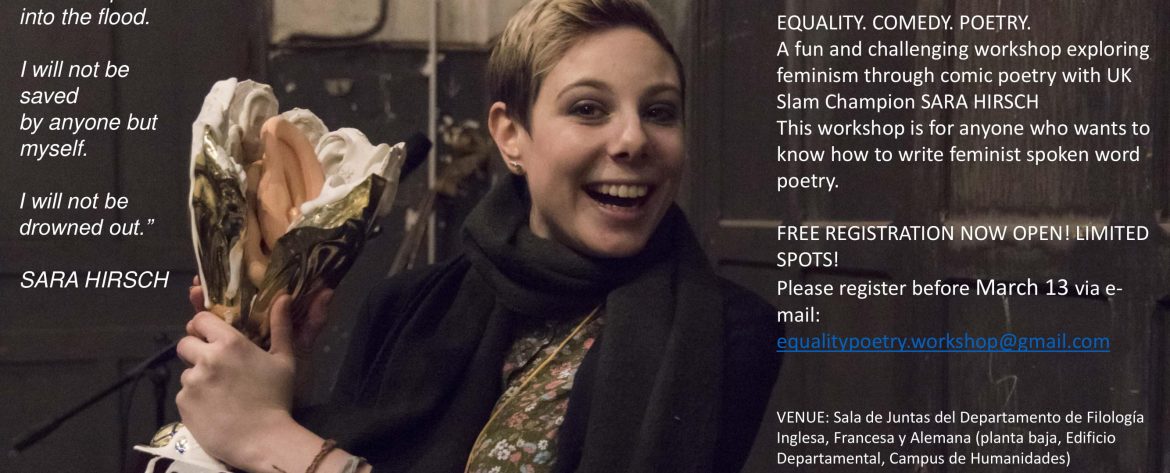 into the flood.
I will not be
saved
by anyone but
myself.
I will not be
drowned out.”
SARA HIRSCH
EQUALITY. COMEDY. POETRY.
A fun and challenging workshop exploring
feminism through comic poetry with UK
Slam Champion SARA HIRSCH
This workshop is for anyone who wants to
know how to write feminist spoken word
poetry.
FREE REGISTRATION NOW OPEN! LIMITED
SPOTS!
Please register before March 13 via e-
mail:
equalitypoetry.workshop@gmail.com
VENUE: Sala de Juntas del Departamento de Filología
Inglesa, Francesa y Alemana (planta baja, Edificio
Departamental, Campus de Humanidades)